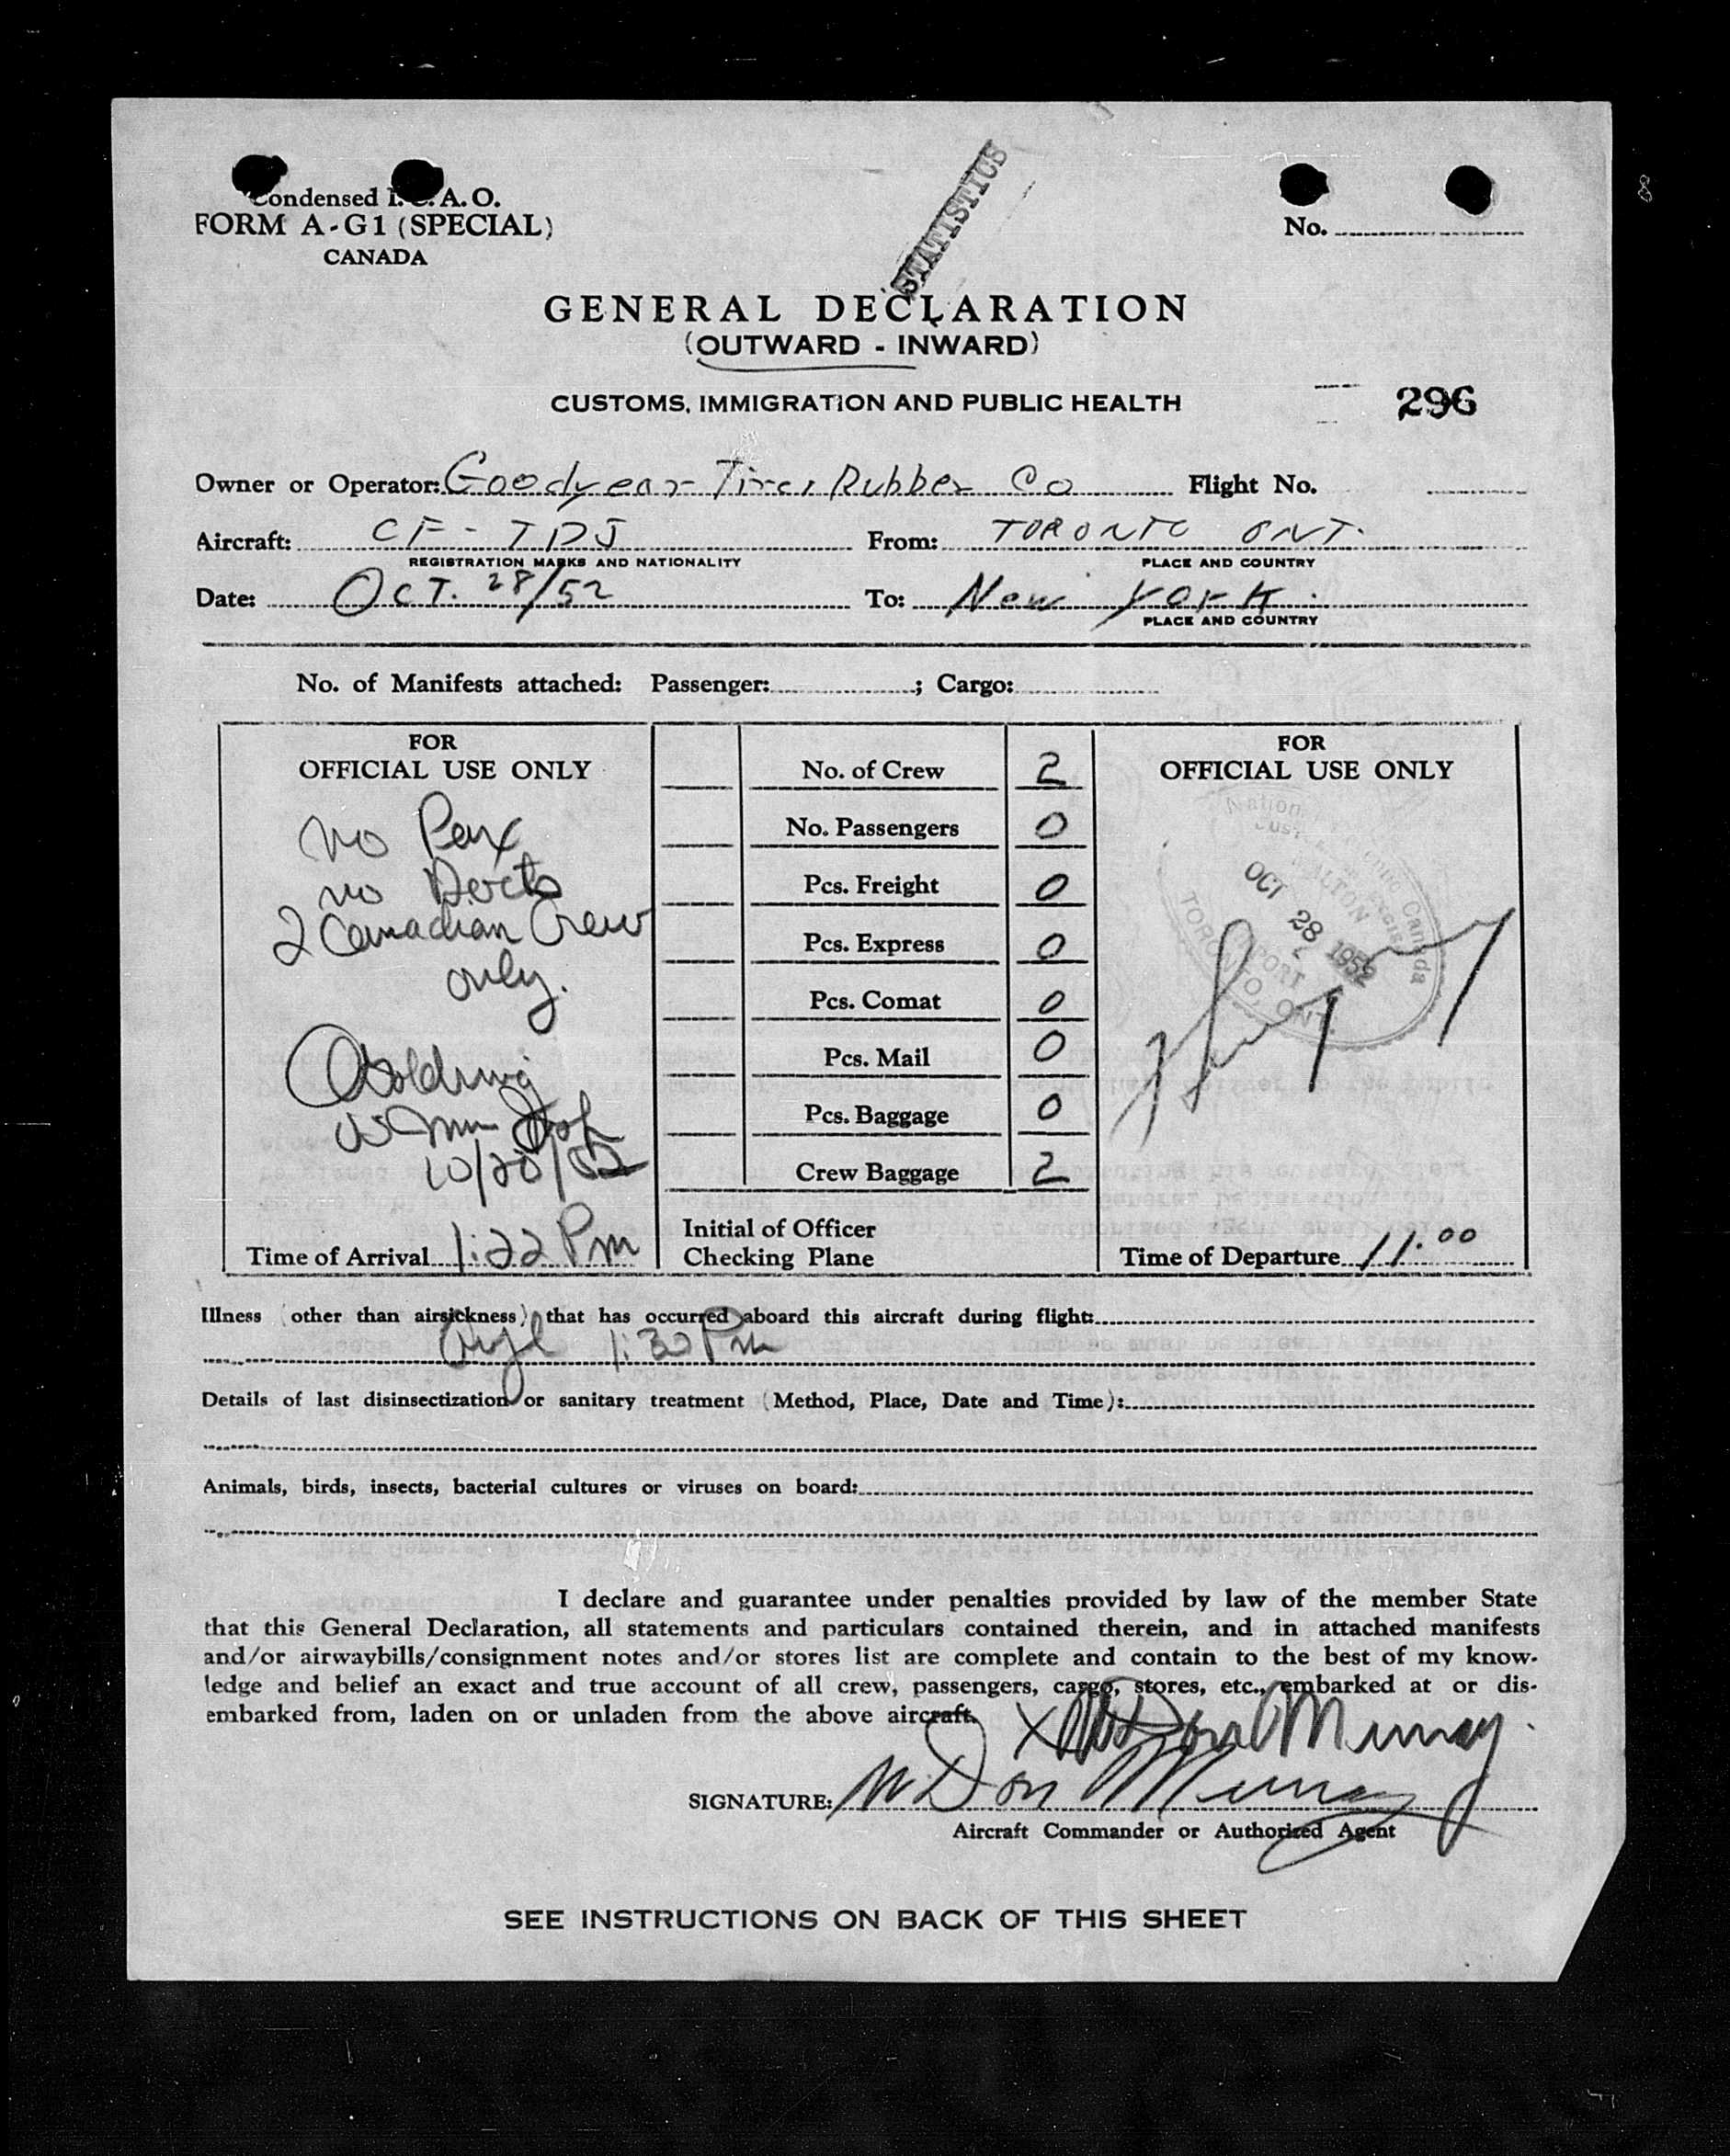 Condensed I.C.A.O.
FORM A-G1 (SPECIAL)
CANADA
STATISTICS
No.
GENERAL DECLARATION
(OUTWARD - INWARD)
CUSTOMS, IMMIGRATION AND PUBLIC HEALTH
296
Owner or Operator: Goodyear Tire, Rubber Co Flight No.
Aircraft: CF-TDJ From: TORONTO ONT.
REGISTRATION MARKS AND NATIONALITY PLACE AND COUNTRY
Date: OCT. 28/52 To: New York.
PLACE AND COUNTRY
No. of Manifests attached: Passenger: ; Cargo:
FOR
OFFICIAL USE ONLY
No Pax
no Docts
2 Canadian Crew
only.
Time of Arrival 1:22 Pm
No. of Crew 2
No. Passengers 0
Pcs. Freight 0
Pcs. Express 0
Pcs. Comat 0
Pcs. Mail 0
Pcs. Baggage 0
Crew Baggage 2
Initial of Officer
Checking Plane
FOR
OFFICIAL USE ONLY
OCT 28 1952
MALTON
AIRPORT
TORONTO, ONT.
Time of Departure 11.00
Illness (other than airsickness) that has occurred aboard this aircraft during flight:
1:30 Pm
Details of last disinsectization or sanitary treatment (Method, Place, Date and Time):
Animals, birds, insects, bacterial cultures or viruses on board:
I declare and guarantee under penalties provided by law of the member State
that this General Declaration, all statements and particulars contained therein, and in attached manifests
and/or airwaybills/consignment notes and/or stores list are complete and contain to the best of my know-
ledge and belief an exact and true account of all crew, passengers, cargo, stores, etc., embarked at or dis-
embarked from, laden on or unladen from the above aircraft.
X W Donal Murray.
SIGNATURE: W Don Murray
Aircraft Commander or Authorized Agent
SEE INSTRUCTIONS ON BACK OF THIS SHEET